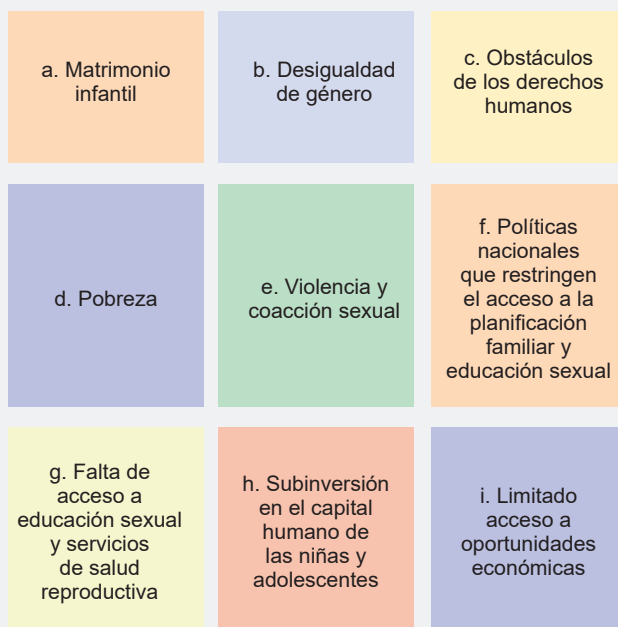 a. Matrimonio
infantil
b. Desigualdad
de género
c. Obstáculos
de los derechos
humanos
d. Pobreza
e. Violencia y
coacción sexual
f. Políticas
nacionales
que restringen
el acceso a la
planificación
familiar y
educación sexual
g. Falta de
acceso a
educación sexual
y servicios
de salud
reproductiva
h. Subinversión
en el capital
humano de
las niñas y
adolescentes
i. Limitado
acceso a
oportunidades
económicas